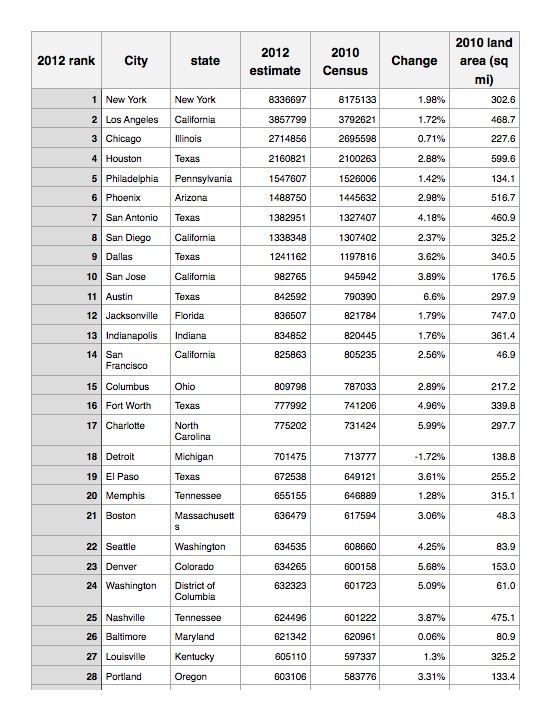 2012 rank City state 2012 estimate 2010 Census Change 2010 land area (sq mi)
1 New York New York 8336697 8175133 1.98% 302.6
2 Los Angeles California 3857799 3792621 1.72% 468.7
3 Chicago Illinois 2714856 2695598 0.71% 227.6
4 Houston Texas 2160821 2100263 2.88% 599.6
5 Philadelphia Pennsylvania 1547607 1526006 1.42% 134.1
6 Phoenix Arizona 1488750 1445632 2.98% 516.7
7 San Antonio Texas 1382951 1327407 4.18% 460.9
8 San Diego California 1338348 1307402 2.37% 325.2
9 Dallas Texas 1241162 1197816 3.62% 340.5
10 San Jose California 982765 945942 3.89% 176.5
11 Austin Texas 842592 790390 6.6% 297.9
12 Jacksonville Florida 836507 821784 1.79% 747.0
13 Indianapolis Indiana 834852 820445 1.76% 361.4
14 San Francisco California 825863 805235 2.56% 46.9
15 Columbus Ohio 809798 787033 2.89% 217.2
16 Fort Worth Texas 777992 741206 4.96% 339.8
17 Charlotte North Carolina 775202 731424 5.99% 297.7
18 Detroit Michigan 701475 713777 -1.72% 138.8
19 El Paso Texas 672538 649121 3.61% 255.2
20 Memphis Tennessee 655155 646889 1.28% 315.1
21 Boston Massachusetts 636479 617594 3.06% 48.3
22 Seattle Washington 634535 608660 4.25% 83.9
23 Denver Colorado 634265 600158 5.68% 153.0
24 Washington District of Columbia 632323 601723 5.09% 61.0
25 Nashville Tennessee 624496 601222 3.87% 475.1
26 Baltimore Maryland 621342 620961 0.06% 80.9
27 Louisville Kentucky 605110 597337 1.3% 325.2
28 Portland Oregon 603106 583776 3.31% 133.4